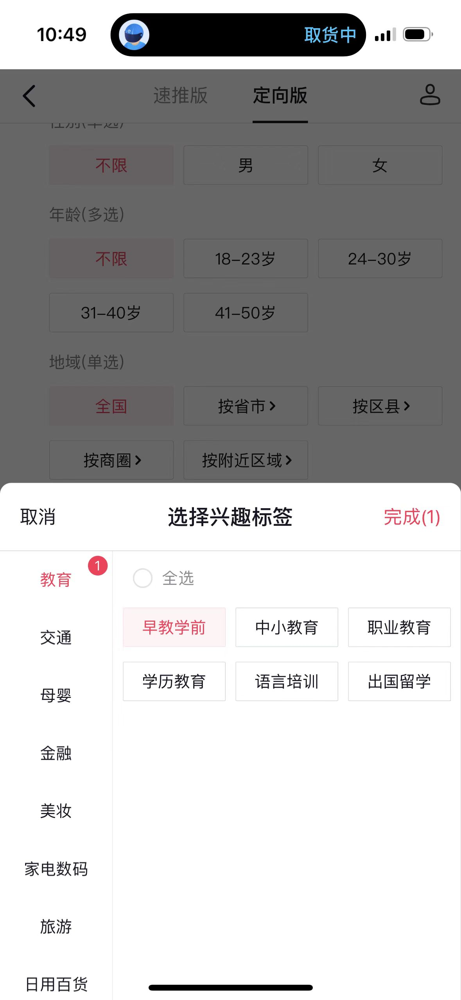 10:49
取货中
速推版 定向版
性别(单选)
不限 男 女
年龄(多选)
不限 18-23岁 24-30岁
31-40岁 41-50岁
地域(单选)
全国 按省市 按区县
按商圈 按附近区域
取消 选择兴趣标签 完成(1)
教育 1
全选
早教学前 中小教育 职业教育
交通
学历教育 语言培训 出国留学
母婴
金融
美妆
家电数码
旅游
日用百货